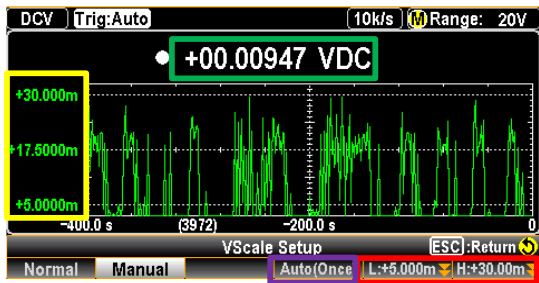 DCV Trig:Auto 10k/s M Range: 20V
+00.00947 VDC
+30.000m
+17.5000m
+5.0000m
-400.0 s (3972) -200.0 s 0
VScale Setup ESC:Return
Normal Manual Auto(Once L:+5.000m H:+30.00m